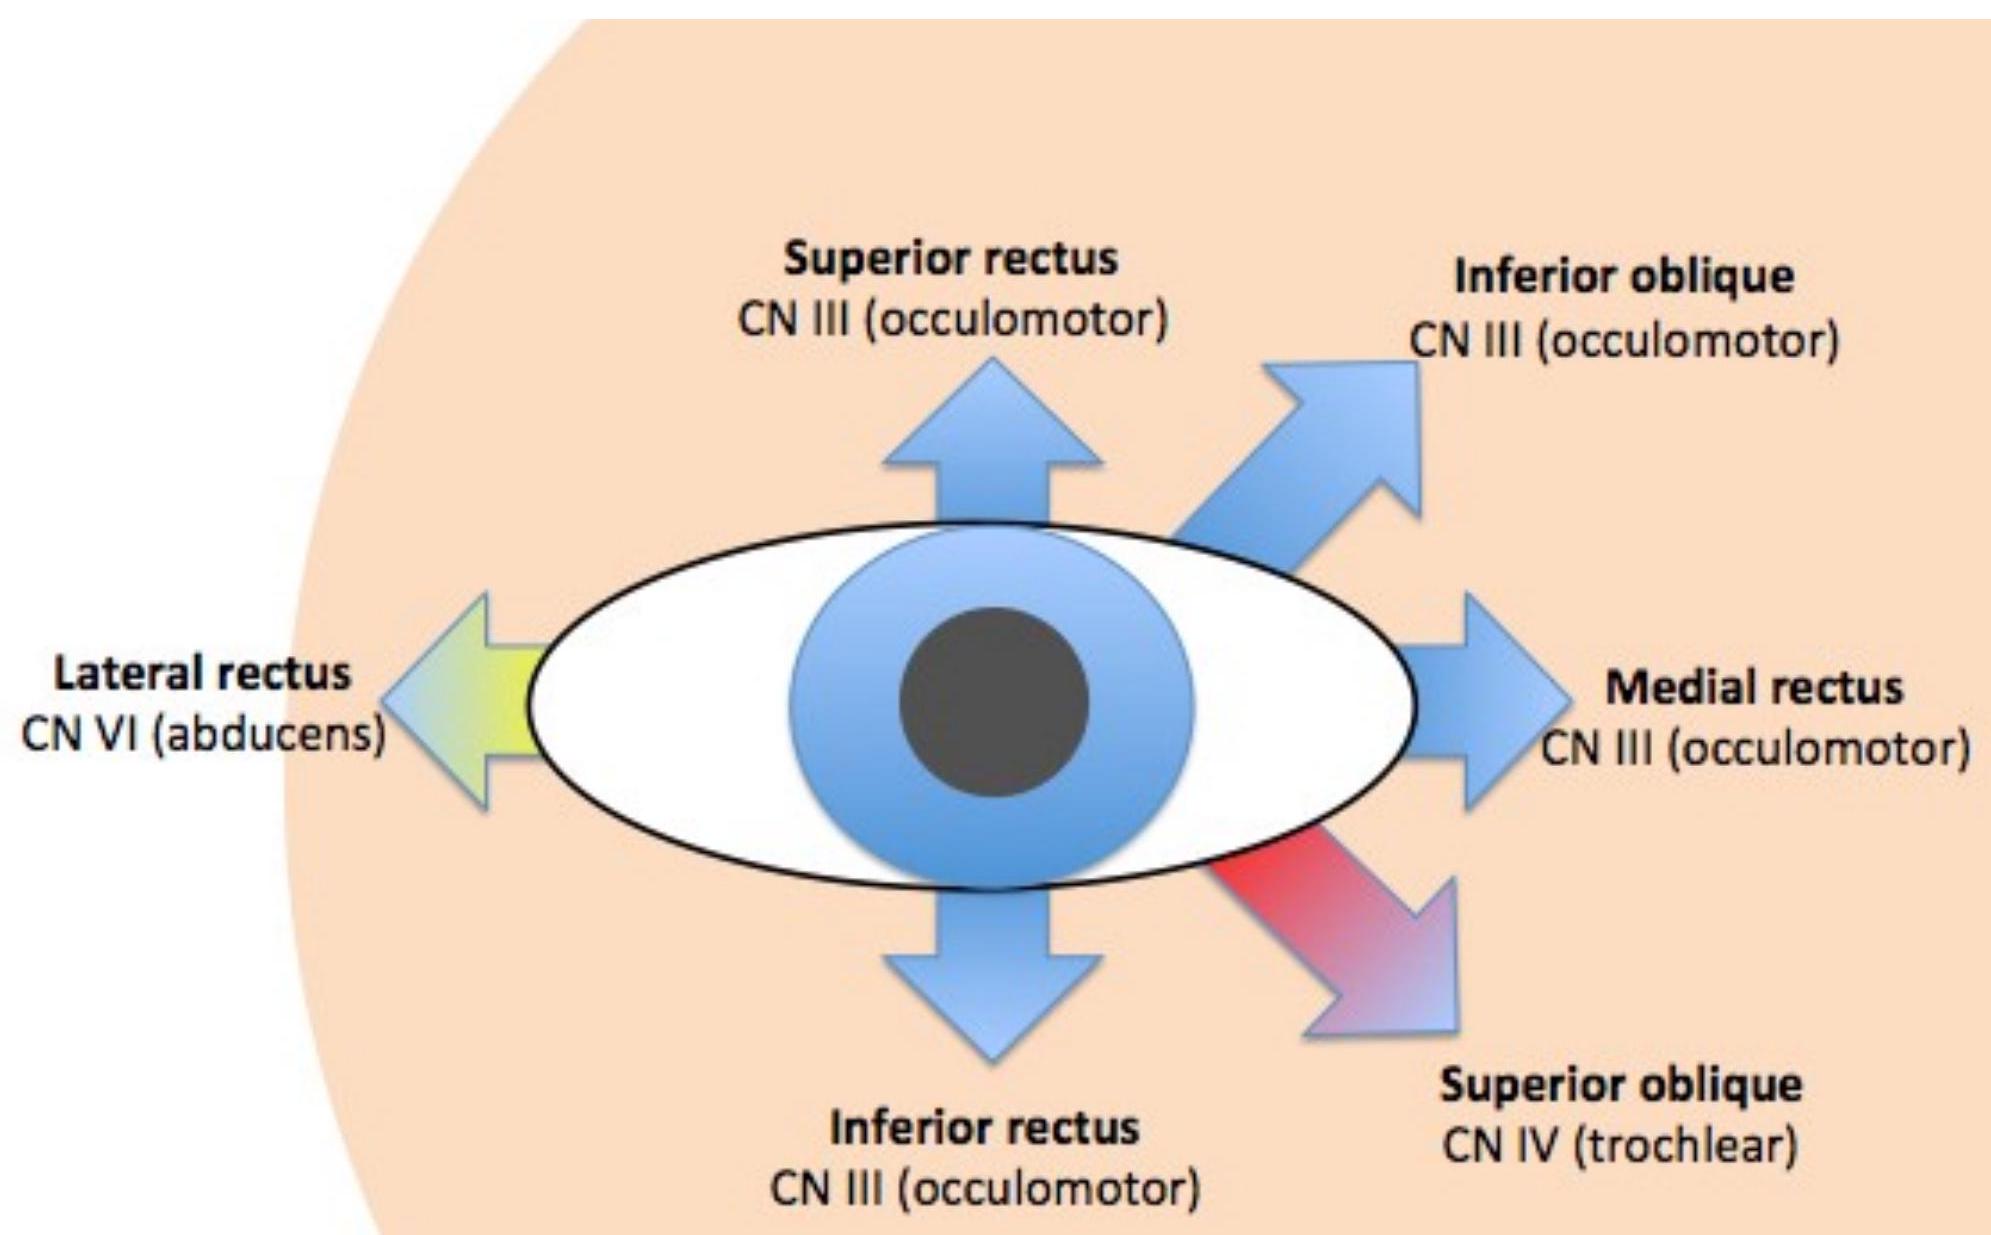 Superior rectus
CN III (occulomotor)
Inferior oblique
CN III (occulomotor)
Lateral rectus
CN VI (abducens)
Medial rectus
CN III (occulomotor)
Superior oblique
CN IV (trochlear)
Inferior rectus
CN III (occulomotor)